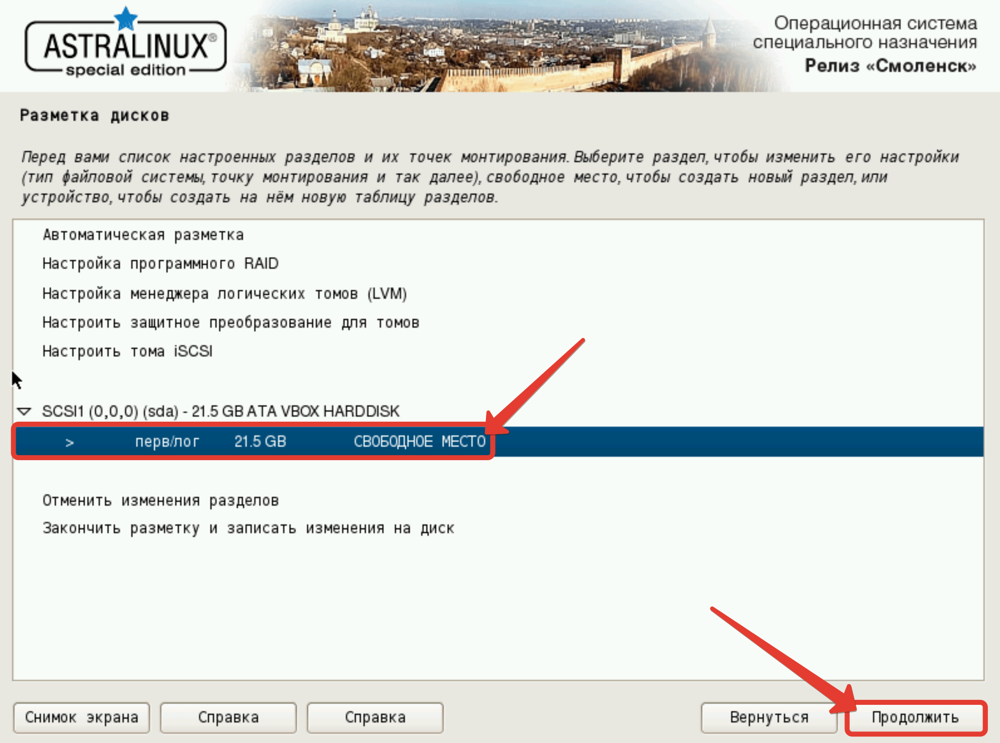 ASTRALINUX®
special edition
Операционная система
специального назначения
Релиз «Смоленск»
Разметка дисков
Перед вами список настроенных разделов и их точек монтирования. Выберите раздел, чтобы изменить его настройки
(тип файловой системы, точку монтирования и так далее), свободное место, чтобы создать новый раздел, или
устройство, чтобы создать на нём новую таблицу разделов.
Автоматическая разметка
Настройка программного RAID
Настройка менеджера логических томов (LVM)
Настроить защитное преобразование для томов
Настроить тома iSCSI
SCSI1 (0,0,0) (sda) - 21.5 GB ATA VBOX HARDDISK
> перв/лог 21.5 GB СВОБОДНОЕ МЕСТО
Отменить изменения разделов
Закончить разметку и записать изменения на диск
Снимок экрана Справка Справка Вернуться Продолжить